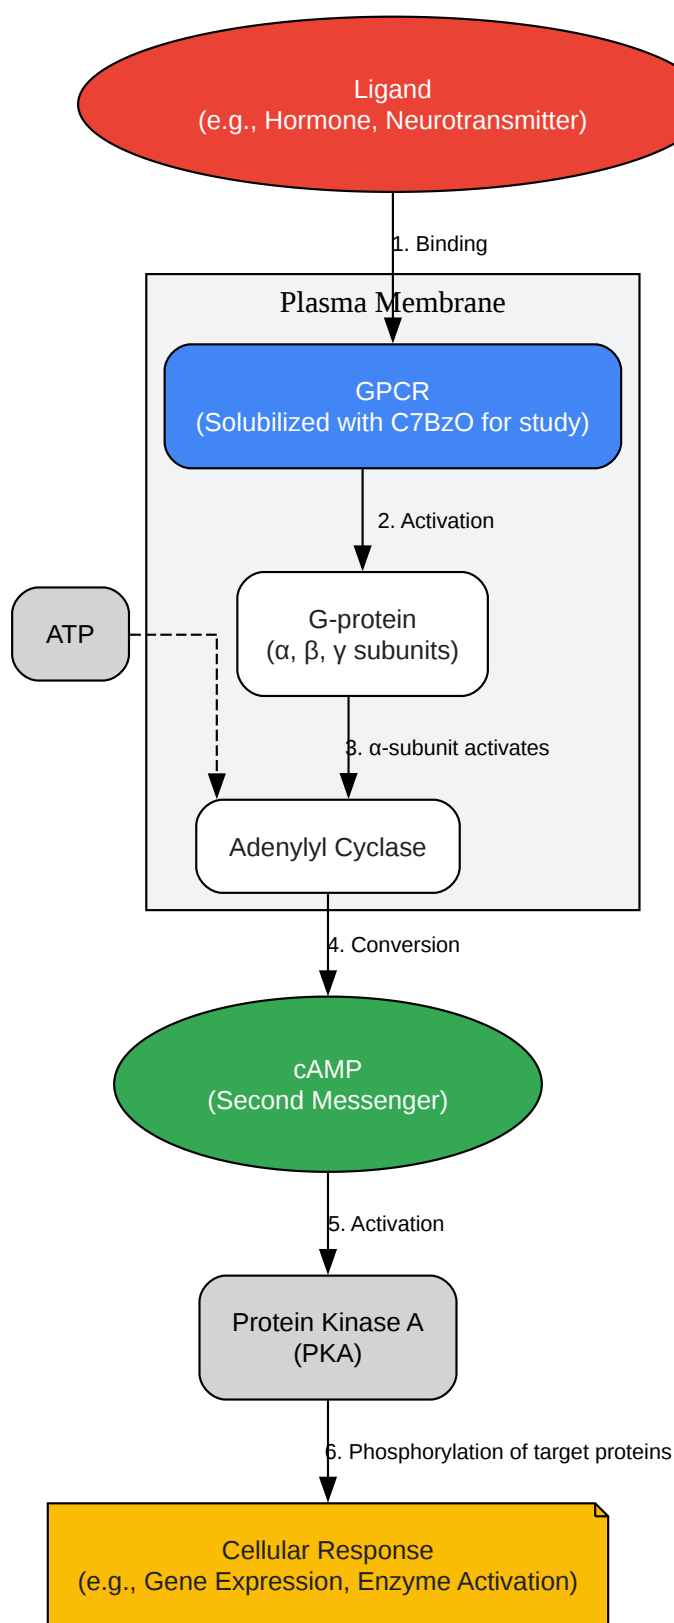 Ligand
(e.g., Hormone, Neurotransmitter)
1. Binding
Plasma Membrane
GPCR
(Solubilized with C7BzO for study)
2. Activation
ATP
G-protein
(α, β, γ subunits)
3. α-subunit activates
Adenylyl Cyclase
4. Conversion
cAMP
(Second Messenger)
5. Activation
Protein Kinase A
(PKA)
6. Phosphorylation of target proteins
Cellular Response
(e.g., Gene Expression, Enzyme Activation)